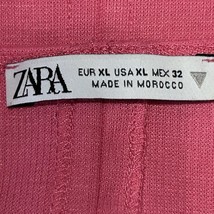 ZARA
EUR XL USA XL MEX 32
MADE IN MOROCCO